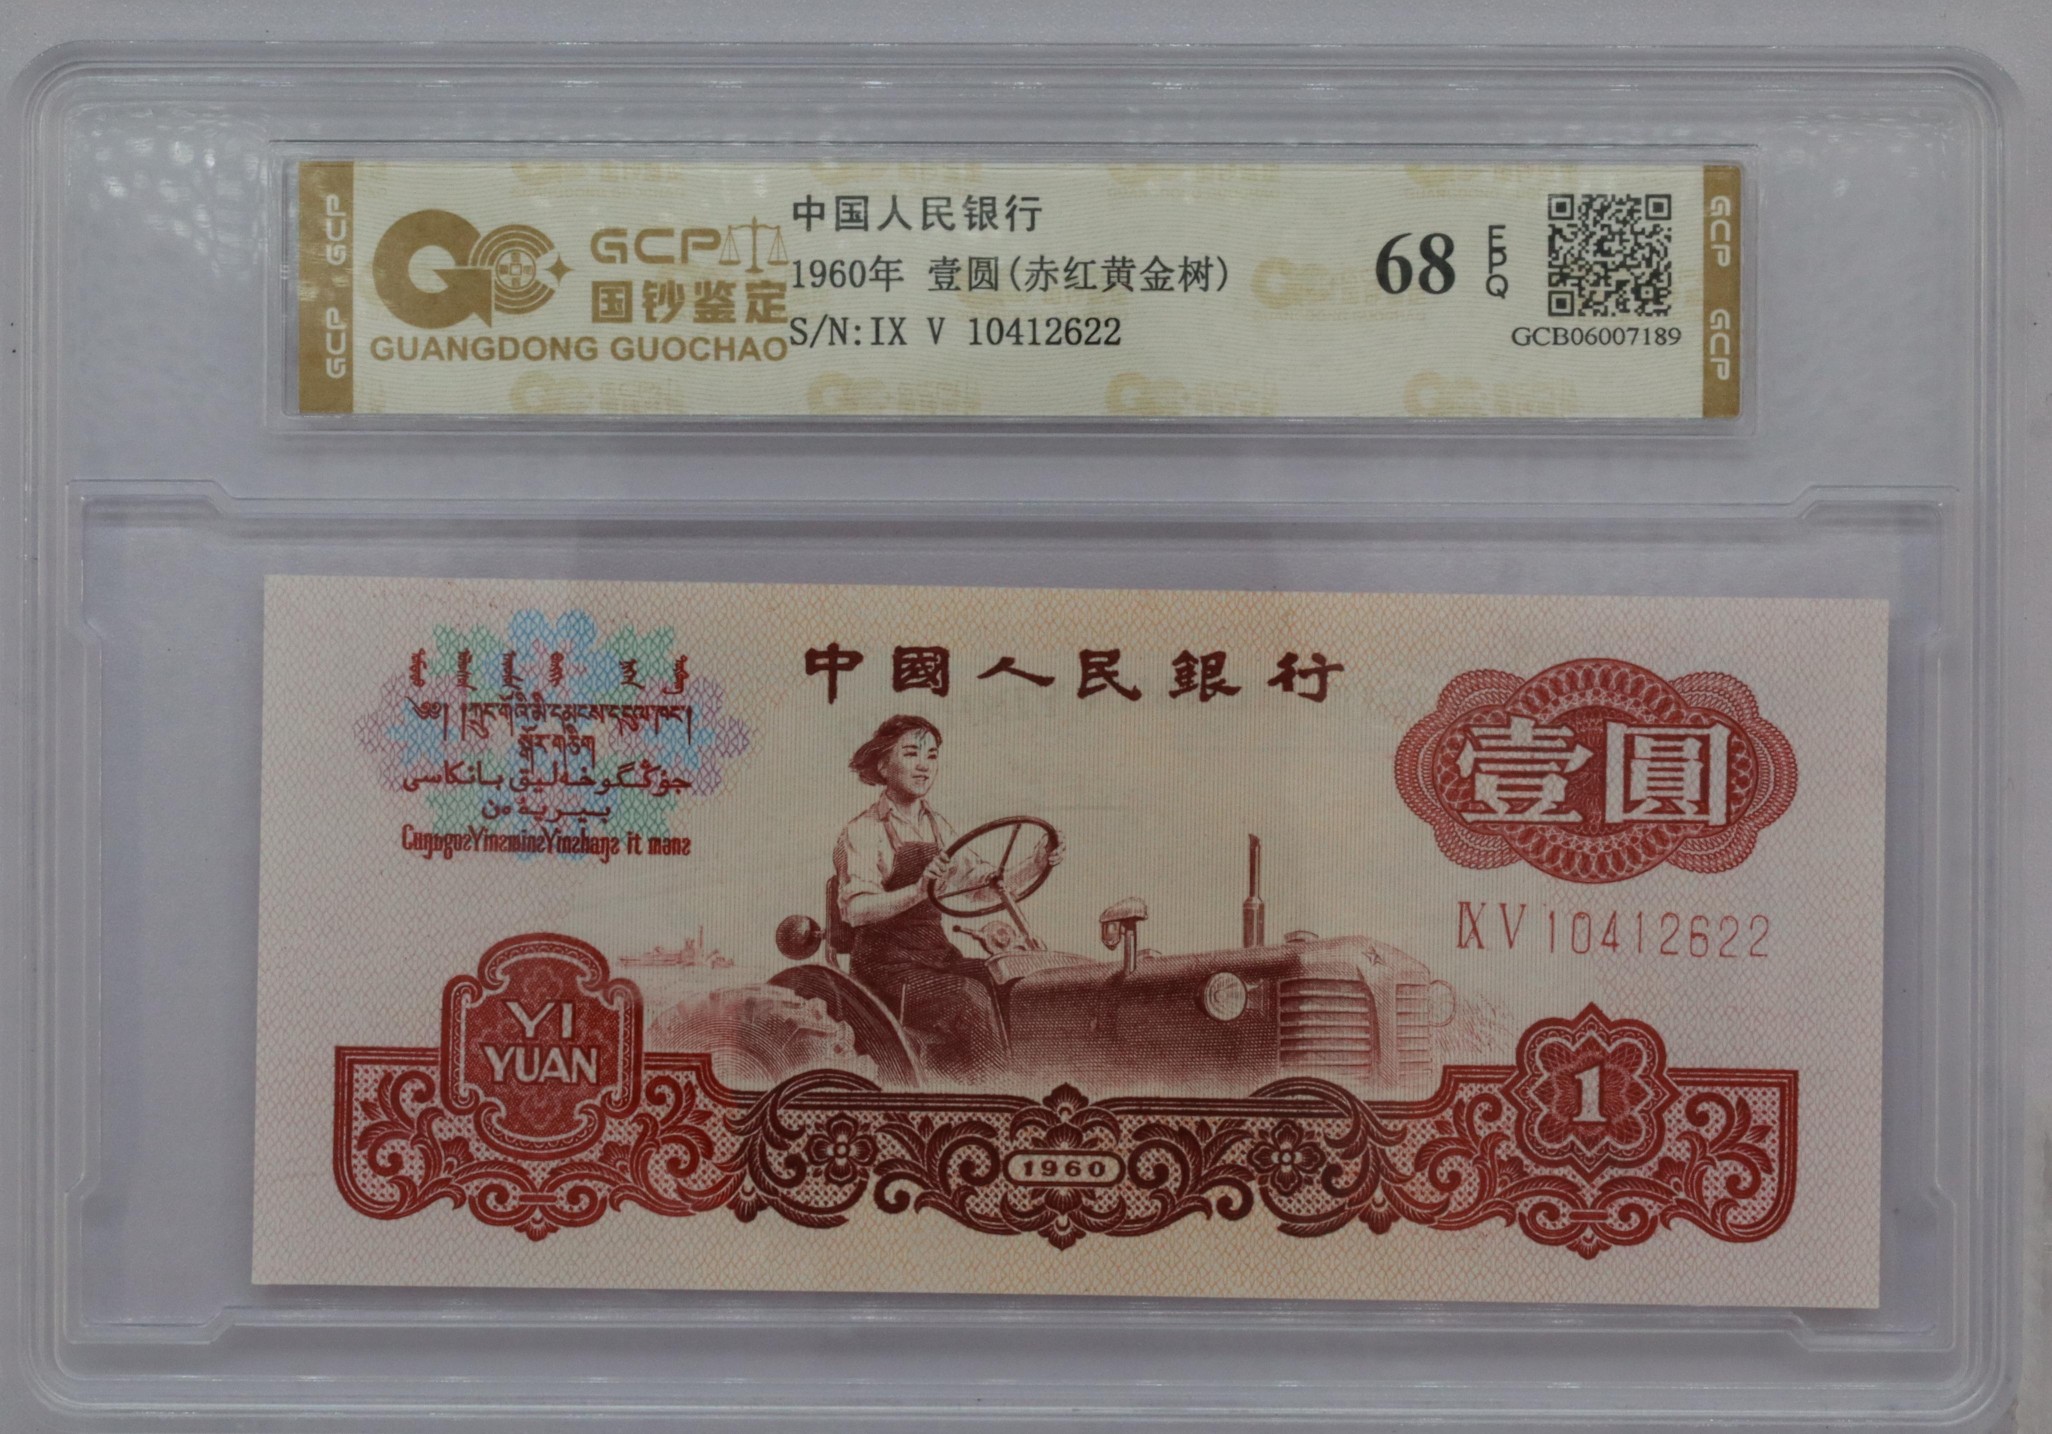 GCP GCP
GCP
国钞鉴定
GUANGDONG GUOCHAO
中国人民银行
1960年 壹圆(赤红黄金树)
S/N:IX V 10412622
68
EPQ
GCB06007189
GCP GCP
中國人民銀行
壹圓
IX V 10412622
YI
YUAN
1960
1